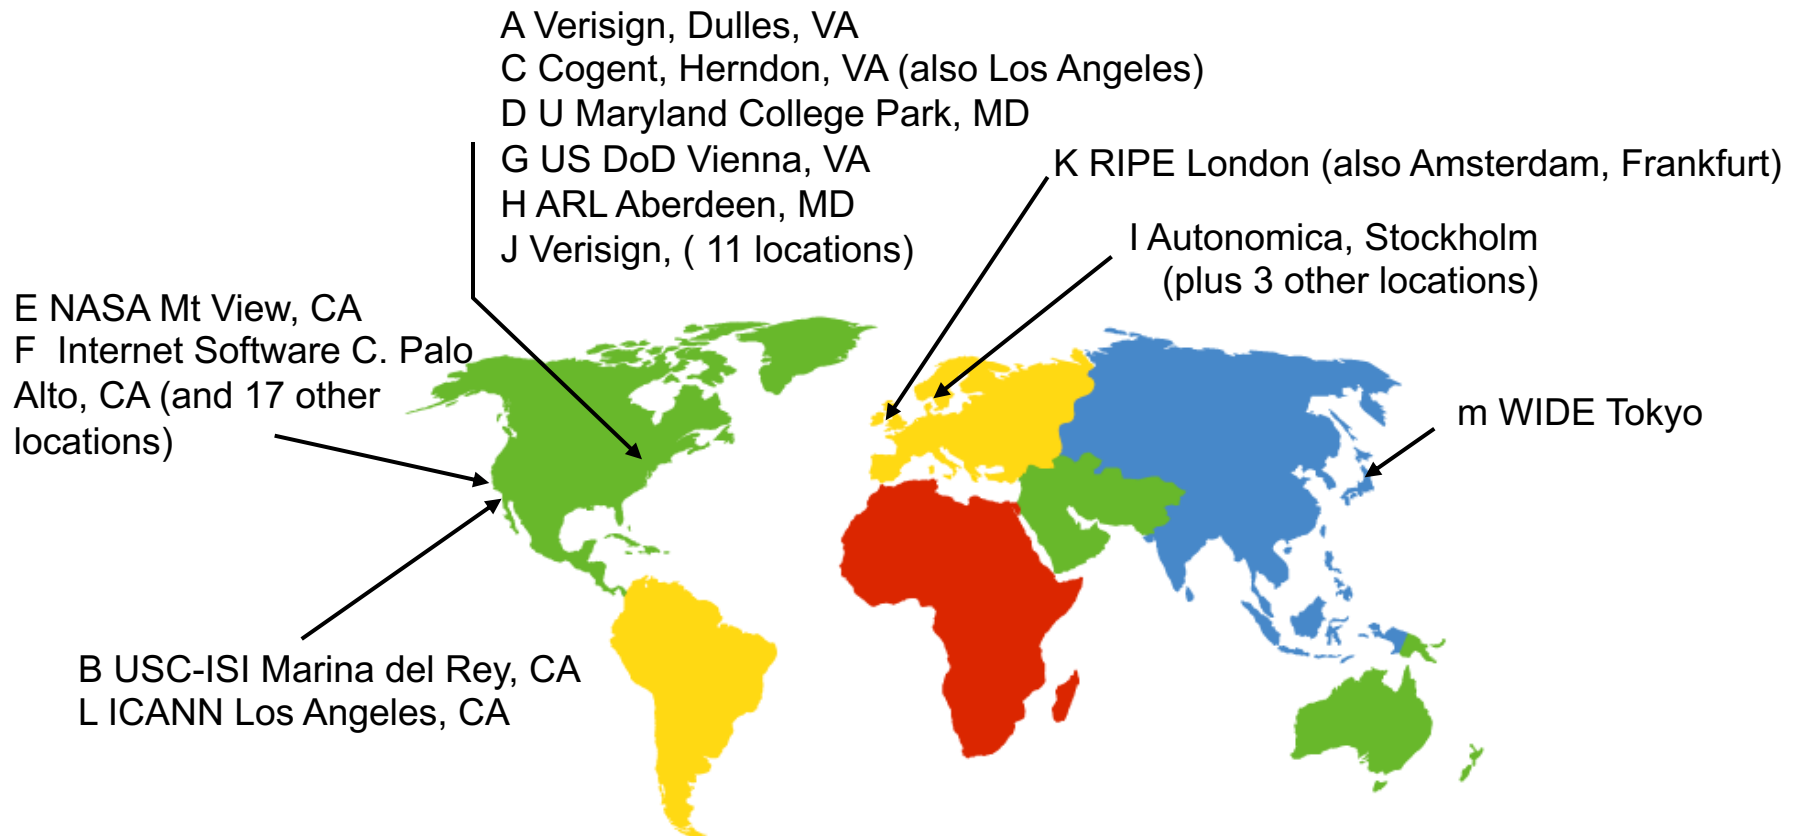 A Verisign, Dulles, VA
C Cogent, Herndon, VA (also Los Angeles)
D U Maryland College Park, MD
G US DoD Vienna, VA
H ARL Aberdeen, MD
J Verisign, ( 11 locations)
K RIPE London (also Amsterdam, Frankfurt)
I Autonomica, Stockholm
(plus 3 other locations)
E NASA Mt View, CA
F Internet Software C. Palo
Alto, CA (and 17 other
locations)
m WIDE Tokyo
B USC-ISI Marina del Rey, CA
L ICANN Los Angeles, CA